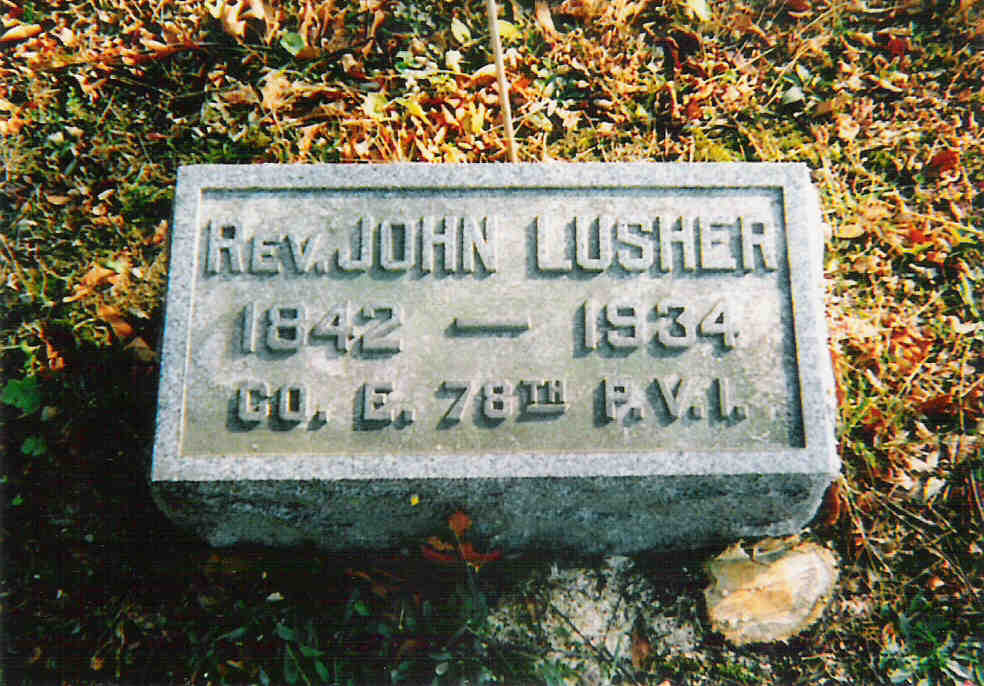 Rev. JOHN LUSHER
1842 — 1934
CO. E. 78TH P.V.I.